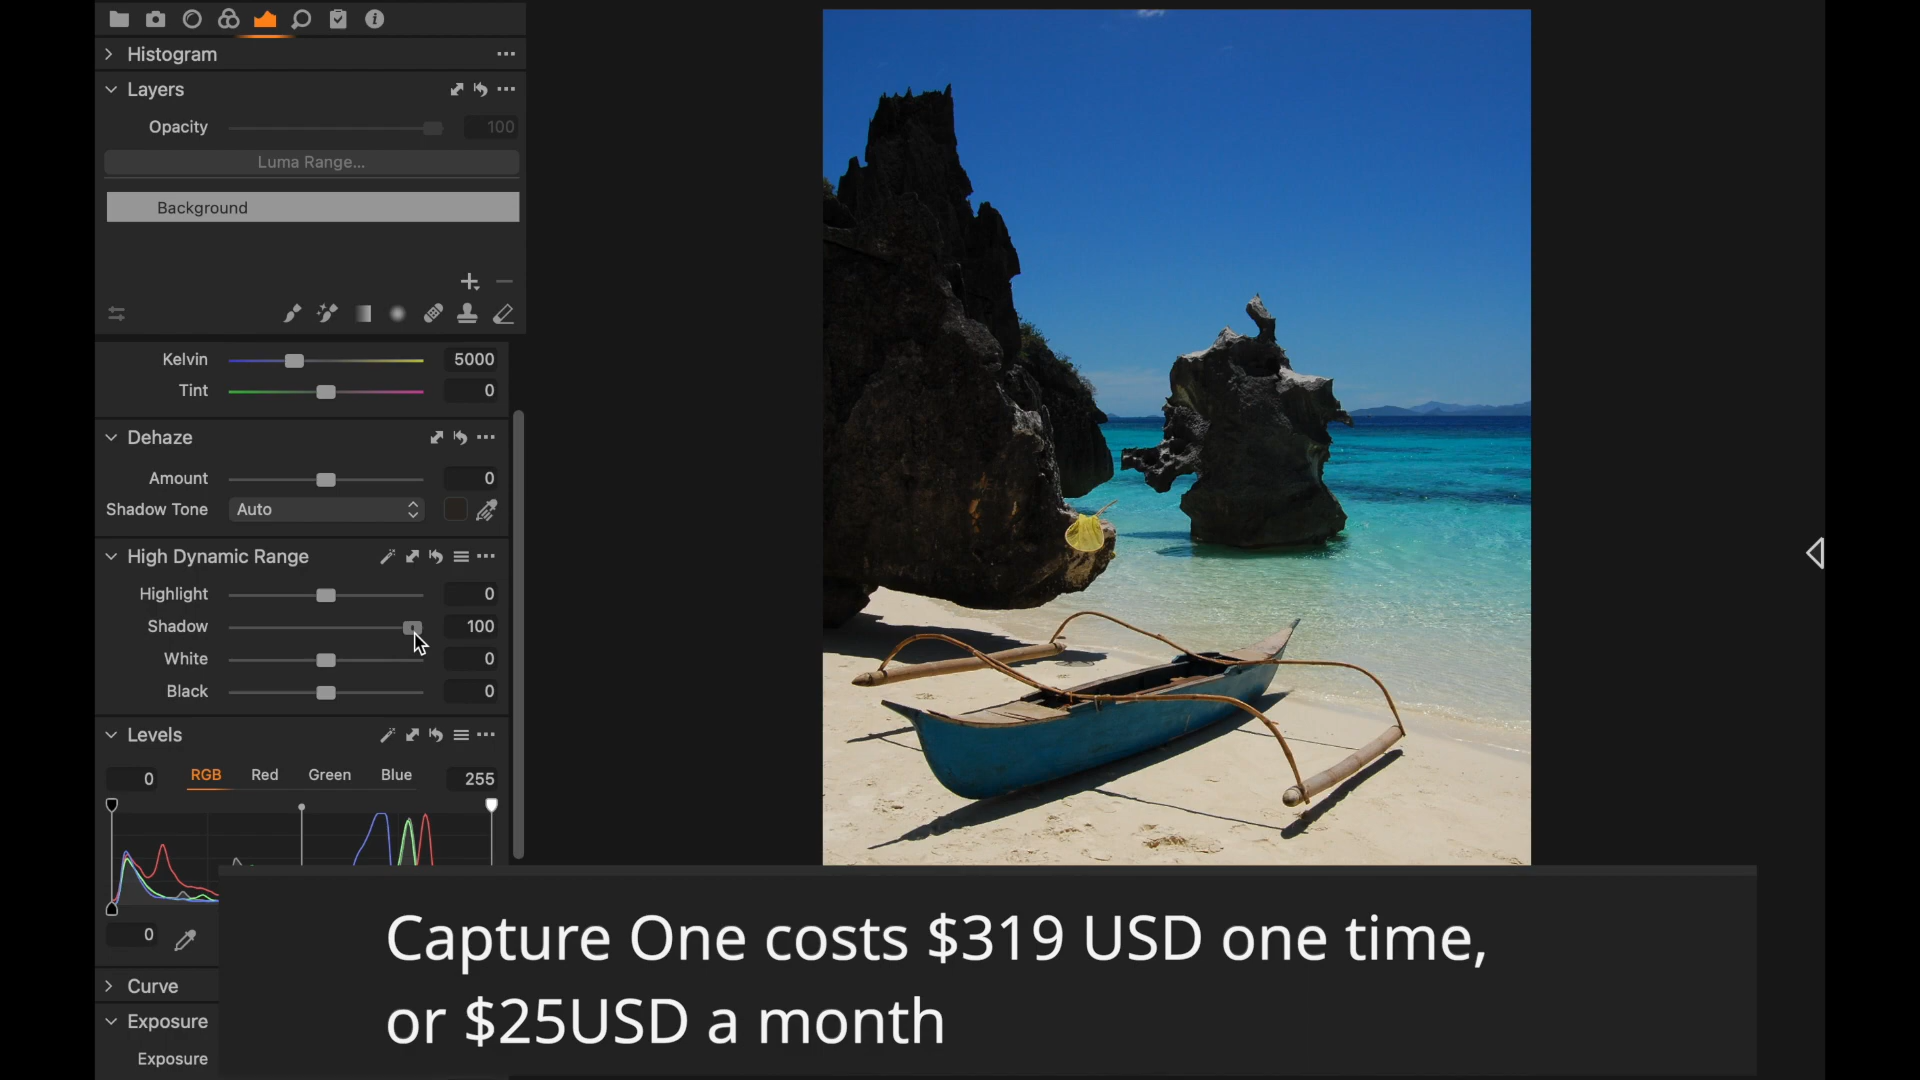 Histogram
Layers
Opacity 100
Luma Range...
Background
Kelvin 5000
Tint 0
Dehaze
Amount 0
Shadow Tone Auto
High Dynamic Range
Highlight 0
Shadow 100
White 0
Black 0
Levels
0 RGB Red Green Blue 255
0
Curve
Exposure
Exposure
Capture One costs $319 USD one time,
or $25USD a month